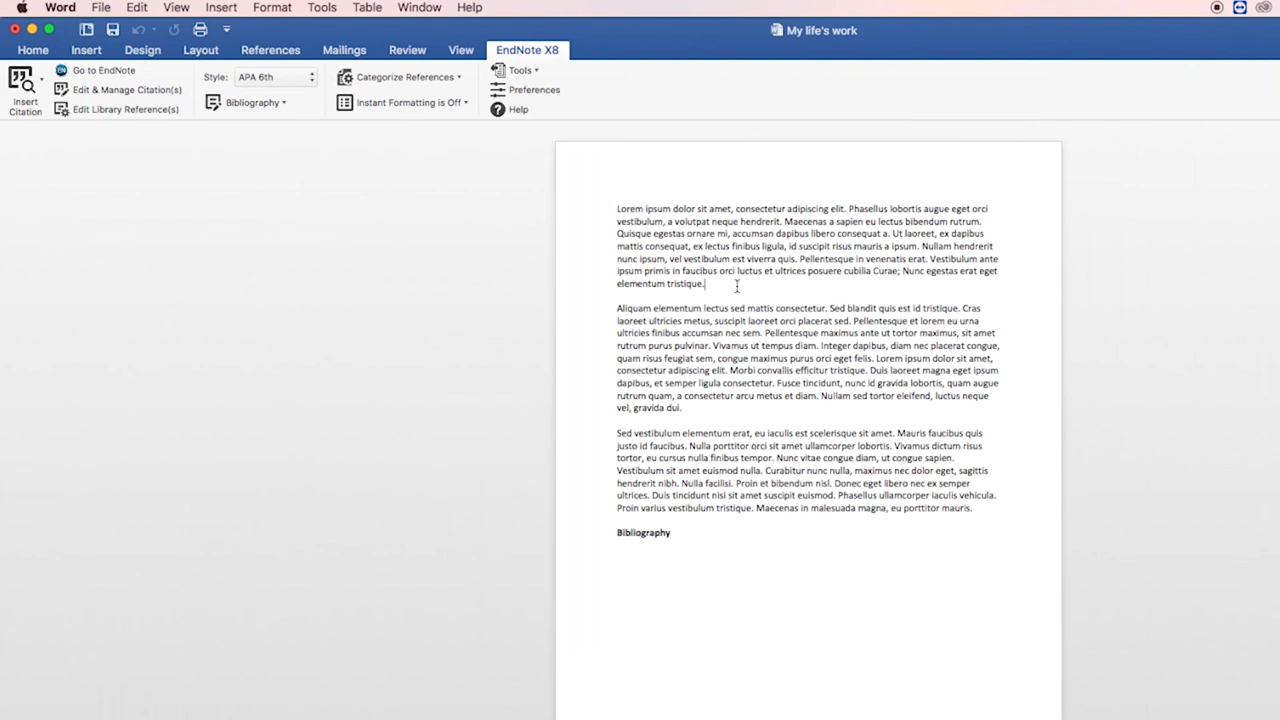 Word File Edit View Insert Format Tools Table Window Help
My life's work
Home Insert Design Layout References Mailings Review View EndNote X8
Insert Citation
EN Go to EndNote
Edit & Manage Citation(s)
Edit Library Reference(s)
Style: APA 6th
Bibliography
Categorize References
Instant Formatting is Off
Tools
Preferences
Help
Lorem ipsum dolor sit amet, consectetur adipiscing elit. Phasellus lobortis augue eget orci
vestibulum, a volutpat neque hendrerit. Maecenas a sapien eu lectus bibendum rutrum.
Quisque egestas ornare mi, accumsan dapibus libero consequat a. Ut laoreet, ex dapibus
mattis consequat, ex lectus finibus ligula, id suscipit risus mauris a ipsum. Nullam hendrerit
nunc ipsum, vel vestibulum est viverra quis. Pellentesque in venenatis erat. Vestibulum ante
ipsum primis in faucibus orci luctus et ultrices posuere cubilia Curae; Nunc egestas erat eget
elementum tristique.
Aliquam elementum lectus sed mattis consectetur. Sed blandit quis est id tristique. Cras
laoreet ultricies metus, suscipit laoreet orci placerat sed. Pellentesque et lorem eu urna
ultricies finibus accumsan nec sem. Pellentesque maximus ante ut tortor maximus, sit amet
rutrum purus pulvinar. Vivamus ut tempus diam. Integer dapibus, diam nec placerat congue,
quam risus feugiat sem, congue maximus purus orci eget felis. Lorem ipsum dolor sit amet,
consectetur adipiscing elit. Morbi convallis efficitur tristique. Duis laoreet magna eget ipsum
dapibus, et semper ligula consectetur. Fusce tincidunt, nunc id gravida lobortis, quam augue
rutrum quam, a consectetur arcu metus et diam. Nullam sed tortor eleifend, luctus neque
vel, gravida dui.
Sed vestibulum elementum erat, eu iaculis est scelerisque sit amet. Mauris faucibus quis
justo id faucibus. Nulla porttitor orci sit amet ullamcorper lobortis. Vivamus dictum risus
tortor, eu cursus nulla finibus tempor. Nunc vitae congue diam, ut congue sapien.
Vestibulum sit amet euismod nulla. Curabitur nunc nulla, maximus nec dolor eget, sagittis
hendrerit nibh. Nulla facilisi. Proin et bibendum nisl. Donec eget libero nec ex semper
ultrices. Duis tincidunt nisi sit amet suscipit euismod. Phasellus ullamcorper iaculis vehicula.
Proin varius vestibulum tristique. Maecenas in malesuada magna, eu porttitor mauris.
Bibliography